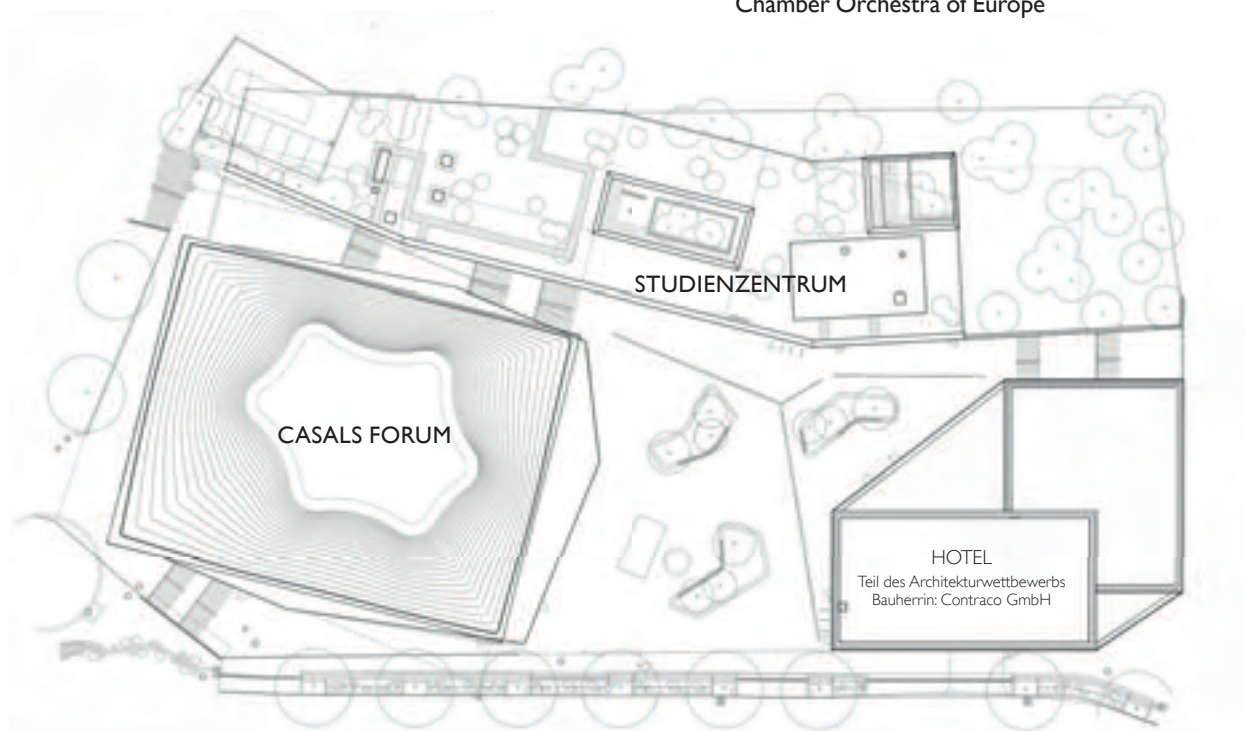 Chamber Orchestra of Europe
STUDIENZENTRUM
CASALS FORUM
HOTEL
Teil des Architekturwettbewerbs
Bauherrin: Contraco GmbH